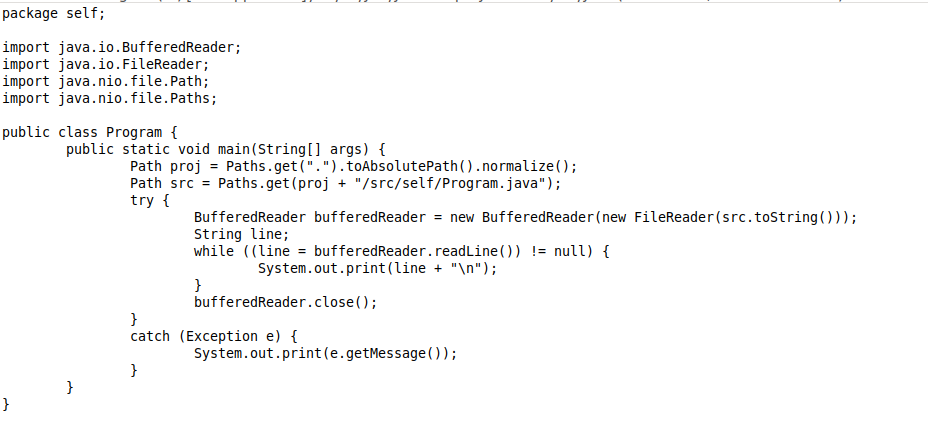 package self;

import java.io.BufferedReader;
import java.io.FileReader;
import java.nio.file.Path;
import java.nio.file.Paths;

public class Program {
        public static void main(String[] args) {
                Path proj = Paths.get(".").toAbsolutePath().normalize();
                Path src = Paths.get(proj + "/src/self/Program.java");
                try {
                        BufferedReader bufferedReader = new BufferedReader(new FileReader(src.toString()));
                        String line;
                        while ((line = bufferedReader.readLine()) != null) {
                                System.out.print(line + "\n");
                        }
                        bufferedReader.close();
                }
                catch (Exception e) {
                        System.out.print(e.getMessage());
                }
        }
}